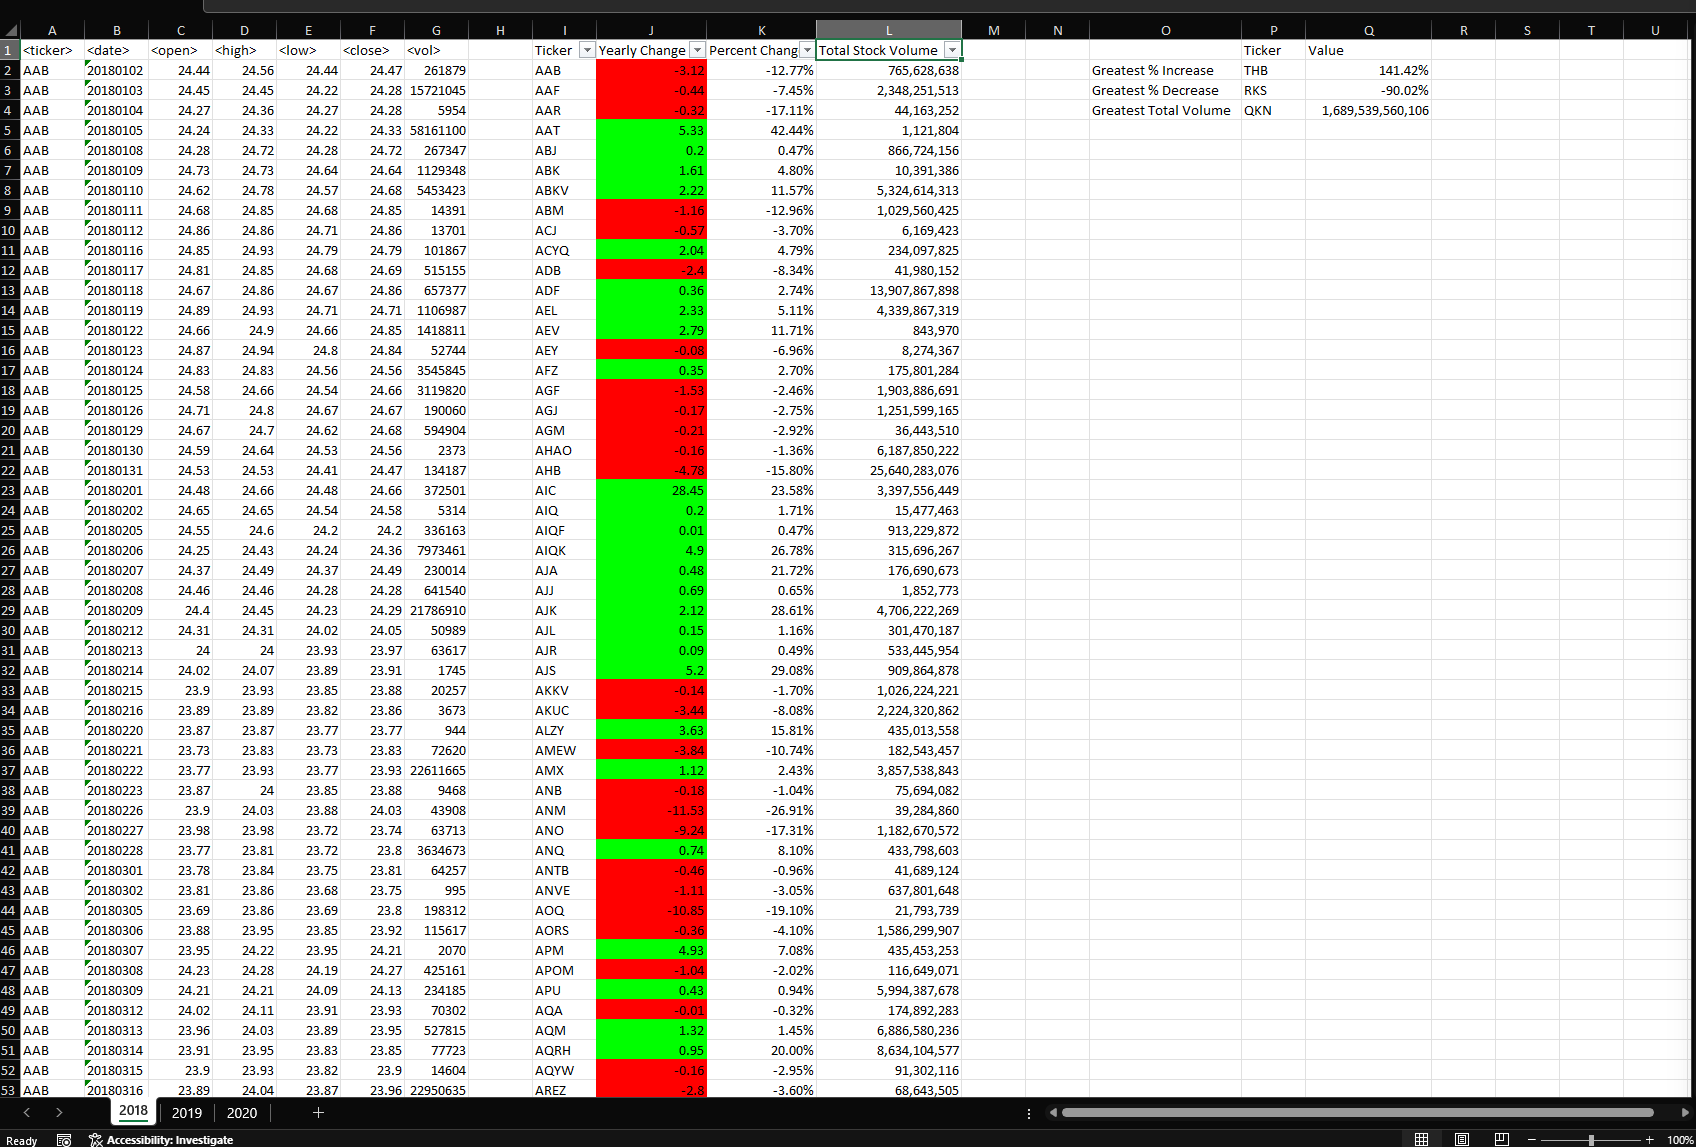 A B C D E F G H I J K L M N O P Q R S T U
1 <ticker> <date> <open> <high> <low> <close> <vol> Ticker Yearly Change Percent Chang Total Stock Volume Ticker Value
2 AAB 20180102 24.44 24.56 24.44 24.47 261879 AAB -3.12 -12.77% 765,628,638 Greatest % Increase THB 141.42%
3 AAB 20180103 24.45 24.45 24.22 24.28 15721045 AAF -0.44 -7.45% 2,348,251,513 Greatest % Decrease RKS -90.02%
4 AAB 20180104 24.27 24.36 24.27 24.28 5954 AAR -0.32 -17.11% 44,163,252 Greatest Total Volume QKN 1,689,539,560,106
5 AAB 20180105 24.24 24.33 24.22 24.33 58161100 AAT 5.33 42.44% 1,121,804
6 AAB 20180108 24.28 24.72 24.28 24.72 267347 ABJ 0.2 0.47% 866,724,156
7 AAB 20180109 24.73 24.73 24.64 24.64 1129348 ABK 1.61 4.80% 10,391,386
8 AAB 20180110 24.62 24.78 24.57 24.68 5453423 ABKV 2.22 11.57% 5,324,614,313
9 AAB 20180111 24.68 24.85 24.68 24.85 14391 ABM -1.16 -12.96% 1,029,560,425
10 AAB 20180112 24.86 24.86 24.71 24.86 13701 ACJ -0.57 -3.70% 6,169,423
11 AAB 20180116 24.85 24.93 24.79 24.79 101867 ACYQ 2.04 4.79% 234,097,825
12 AAB 20180117 24.81 24.85 24.68 24.69 515155 ADB -2.4 -8.34% 41,980,152
13 AAB 20180118 24.67 24.86 24.67 24.86 657377 ADF 0.36 2.74% 13,907,867,898
14 AAB 20180119 24.89 24.93 24.71 24.71 1106987 AEL 2.33 5.11% 4,339,867,319
15 AAB 20180122 24.66 24.9 24.66 24.85 1418811 AEV 2.79 11.71% 843,970
16 AAB 20180123 24.87 24.94 24.8 24.84 52744 AEY -0.08 -6.96% 8,274,367
17 AAB 20180124 24.83 24.83 24.56 24.56 3545845 AFZ 0.35 2.70% 175,801,284
18 AAB 20180125 24.58 24.66 24.54 24.66 3119820 AGF -1.53 -2.46% 1,903,886,691
19 AAB 20180126 24.71 24.8 24.67 24.67 190060 AGJ -0.17 -2.75% 1,251,599,165
20 AAB 20180129 24.67 24.7 24.62 24.68 594904 AGM -0.21 -2.92% 36,443,510
21 AAB 20180130 24.59 24.64 24.53 24.56 2373 AHAO -0.16 -1.36% 6,187,850,222
22 AAB 20180131 24.53 24.53 24.41 24.47 134187 AHB -4.78 -15.80% 25,640,283,076
23 AAB 20180201 24.48 24.66 24.48 24.66 372501 AIC 28.45 23.58% 3,397,556,449
24 AAB 20180202 24.65 24.65 24.54 24.58 5314 AIQ 0.2 1.71% 15,477,463
25 AAB 20180205 24.55 24.6 24.2 24.2 336163 AIQF 0.01 0.47% 913,229,872
26 AAB 20180206 24.25 24.43 24.24 24.36 7973461 AIQK 4.9 26.78% 315,696,267
27 AAB 20180207 24.37 24.49 24.37 24.49 230014 AJA 0.48 21.72% 176,690,673
28 AAB 20180208 24.46 24.46 24.28 24.28 641540 AJJ 0.69 0.65% 1,852,773
29 AAB 20180209 24.4 24.45 24.23 24.29 21786910 AJK 2.12 28.61% 4,706,222,269
30 AAB 20180212 24.31 24.31 24.02 24.05 50989 AJL 0.15 1.16% 301,470,187
31 AAB 20180213 24 24 23.93 23.97 63617 AJR 0.09 0.49% 533,445,954
32 AAB 20180214 24.02 24.07 23.89 23.91 1745 AJS 5.2 29.08% 909,864,878
33 AAB 20180215 23.9 23.93 23.85 23.88 20257 AKKV -0.14 -1.70% 1,026,224,221
34 AAB 20180216 23.89 23.89 23.82 23.86 3673 AKUC -3.44 -8.08% 2,224,320,862
35 AAB 20180220 23.87 23.87 23.77 23.77 944 ALZY 3.63 15.81% 435,013,558
36 AAB 20180221 23.73 23.83 23.73 23.83 72620 AMEW -3.84 -10.74% 182,543,457
37 AAB 20180222 23.77 23.93 23.77 23.93 22611665 AMX 1.12 2.43% 3,857,538,843
38 AAB 20180223 23.87 24 23.85 23.88 9468 ANB -0.18 -1.04% 75,694,082
39 AAB 20180226 23.9 24.03 23.88 24.03 43908 ANM -11.53 -26.91% 39,284,860
40 AAB 20180227 23.98 23.98 23.72 23.74 63713 ANO -9.24 -17.31% 1,182,670,572
41 AAB 20180228 23.77 23.81 23.72 23.8 3634673 ANQ 0.74 8.10% 433,798,603
42 AAB 20180301 23.78 23.84 23.75 23.81 64257 ANTB -0.46 -0.96% 41,689,124
43 AAB 20180302 23.81 23.86 23.68 23.75 995 ANVE -1.11 -3.05% 637,801,648
44 AAB 20180305 23.69 23.86 23.69 23.8 198312 AOQ -10.85 -19.10% 21,793,739
45 AAB 20180306 23.88 23.95 23.85 23.92 115617 AORS -0.36 -4.10% 1,586,299,907
46 AAB 20180307 23.95 24.22 23.95 24.21 2070 APM 4.93 7.08% 435,453,253
47 AAB 20180308 24.23 24.28 24.19 24.27 425161 APOM -1.04 -2.02% 116,649,071
48 AAB 20180309 24.21 24.21 24.09 24.13 234185 APU 0.43 0.94% 5,994,387,678
49 AAB 20180312 24.02 24.11 23.91 23.93 70302 AQA -0.01 -0.32% 174,892,283
50 AAB 20180313 23.96 24.03 23.89 23.95 527815 AQM 1.32 1.45% 6,886,580,236
51 AAB 20180314 23.91 23.95 23.83 23.85 77723 AQRH 0.95 20.00% 8,634,104,577
52 AAB 20180315 23.9 23.93 23.82 23.9 14604 AQYW -0.16 -2.95% 91,302,116
53 AAB 20180316 23.89 24.04 23.87 23.96 22950635 AREZ -2.8 -3.60% 68,643,505
2018 2019 2020
Ready Accessibility: Investigate 100%